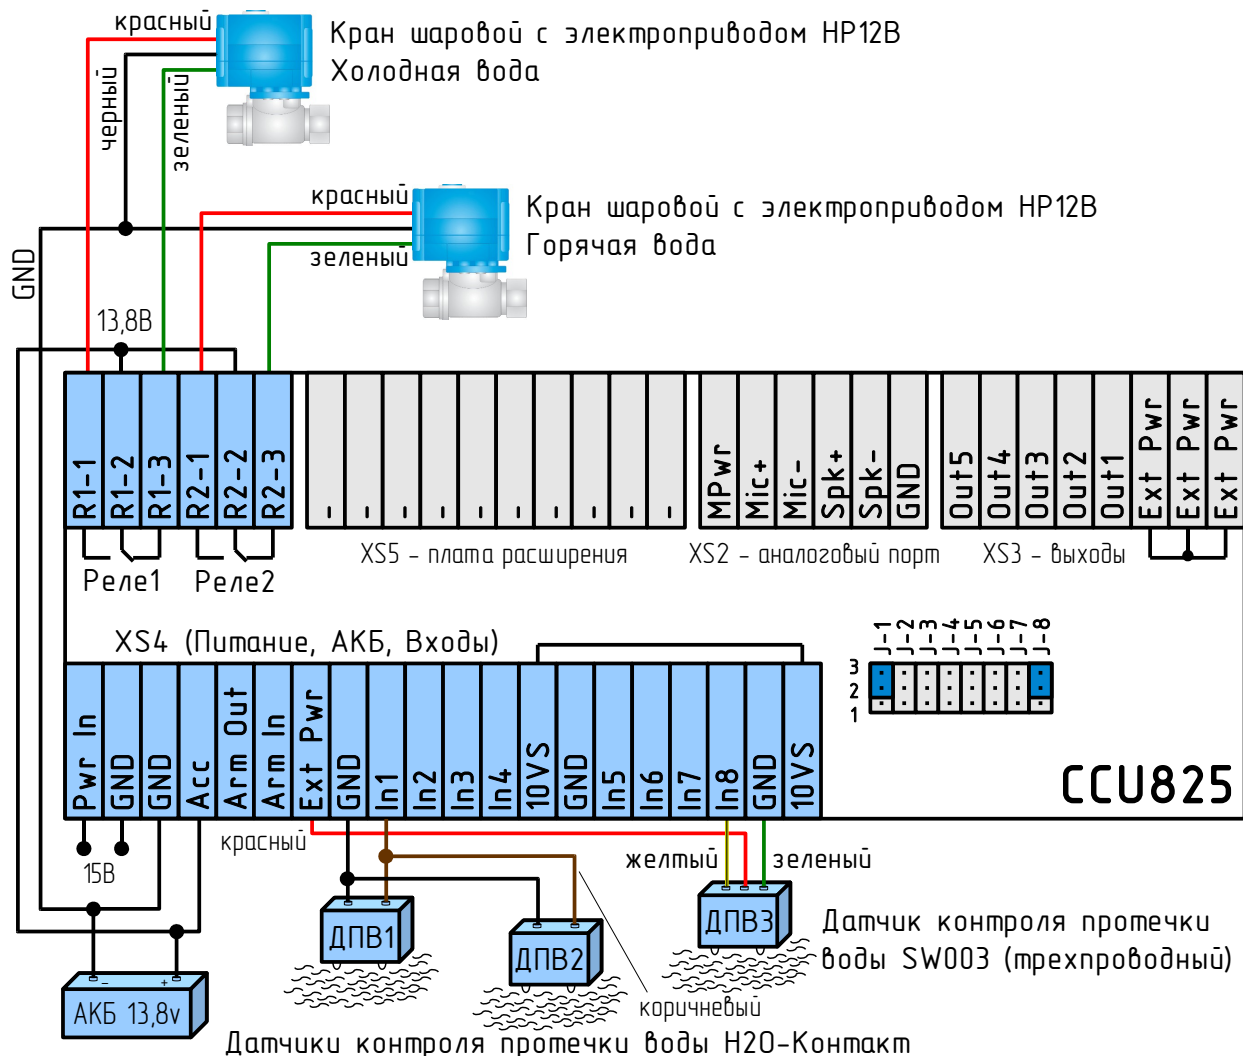 красный
Кран шаровой с электроприводом HP12B
Холодная вода
черный
зеленый
красный
Кран шаровой с электроприводом HP12B
Горячая вода
зеленый
GND
13,8В
R1-1
R1-2
R1-3
R2-1
R2-2
R2-3
-
-
-
-
-
-
-
-
-
-
MPwr
Mic+
Mic-
Spk+
Spk-
GND
Out5
Out4
Out3
Out2
Out1
Ext Pwr
Ext Pwr
Ext Pwr
Реле1
Реле2
XS5 - плата расширения
XS2 - аналоговый порт
XS3 - выходы
XS4 (Питание, АКБ, Входы)
J-1
J-2
J-3
J-4
J-5
J-6
J-7
J-8
3
2
1
Pwr In
GND
GND
Acc
Arm Out
Arm In
Ext Pwr
GND
In1
In2
In3
In4
10VS
GND
In5
In6
In7
In8
GND
10VS
CCU825
15В
красный
желтый
зеленый
ДПВ1
ДПВ2
ДПВ3
Датчик контроля протечки
воды SW003 (трехпроводный)
коричневый
- +
АКБ 13,8v
Датчики контроля протечки воды H2O-Контакт